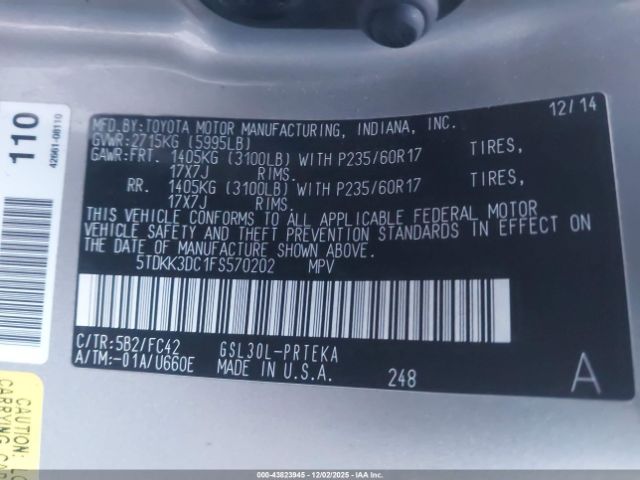 12/14
MFD.BY:TOYOTA MOTOR MANUFACTURING, INDIANA, INC.
GVWR:2715KG (5995LB)
GAWR:FRT. 1405KG (3100LB) WITH P235/60R17 TIRES,
17X7J RIMS.
RR. 1405KG (3100LB) WITH P235/60R17 TIRES,
17X7J RIMS.
THIS VEHICLE CONFORMS TO ALL APPLICABLE FEDERAL MOTOR
VEHICLE SAFETY AND THEFT PREVENTION STANDARDS IN EFFECT ON
THE DATE OF MANUFACTURE SHOWN ABOVE.
5TDKK3DC1FS570202 MPV
C/TR:5B2/FC42 GSL30L-PRTEKA
A/TM:-01A/U660E MADE IN U.S.A. 248 A
110
42661-08110
CAUTION:
CARRYING
000-43823945 - 12/02/2025 - IAAI.COM